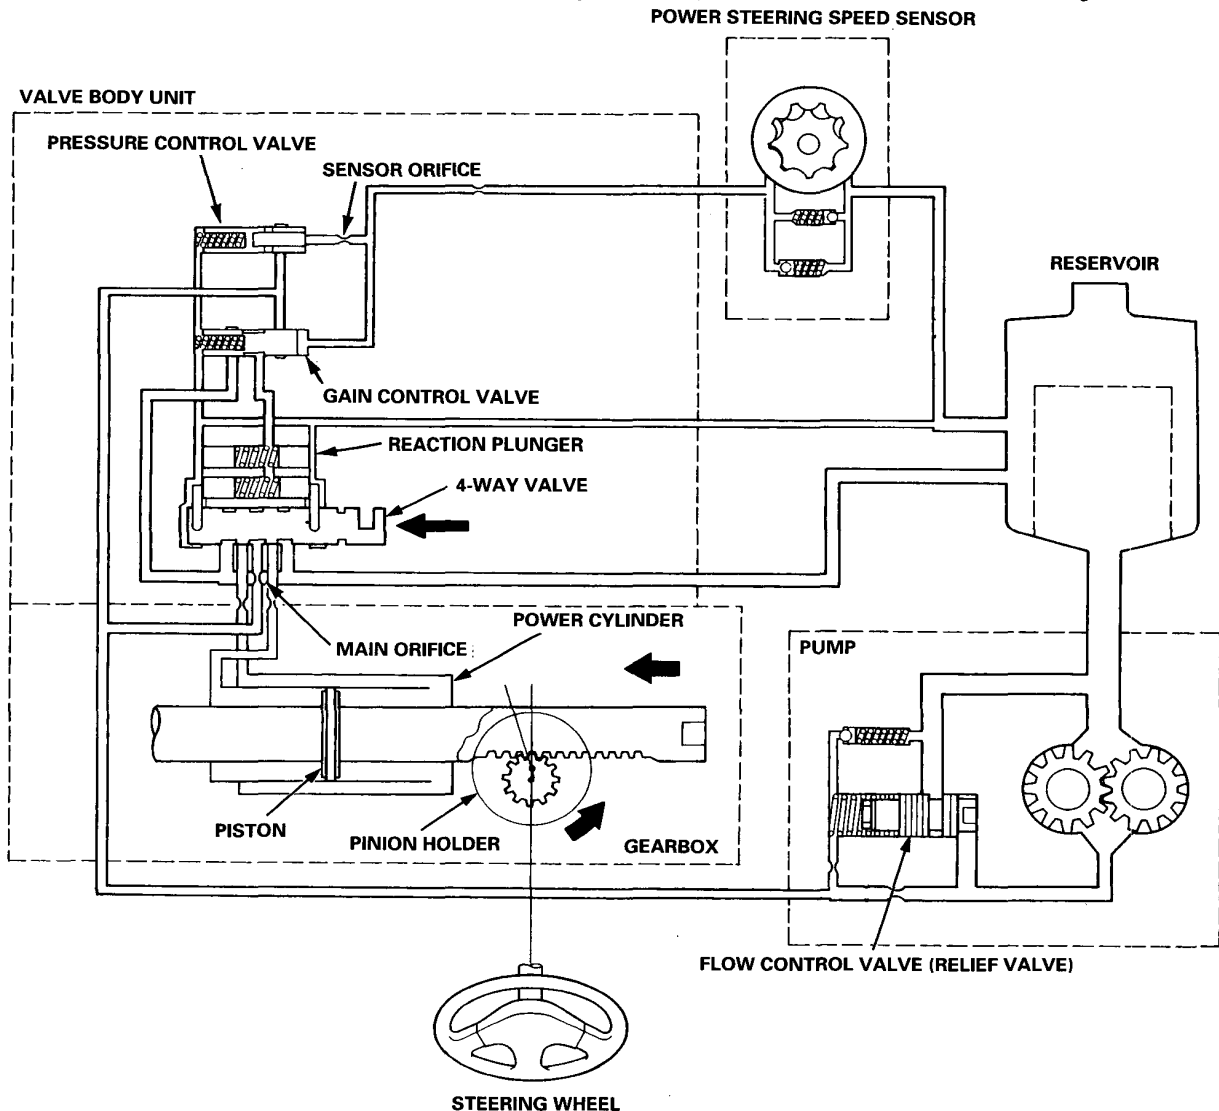 POWER STEERING SPEED SENSOR
VALVE BODY UNIT
PRESSURE CONTROL VALVE
SENSOR ORIFICE
RESERVOIR
GAIN CONTROL VALVE
REACTION PLUNGER
4-WAY VALVE
POWER CYLINDER
MAIN ORIFICE
PUMP
PISTON
PINION HOLDER
GEARBOX
FLOW CONTROL VALVE (RELIEF VALVE)
STEERING WHEEL